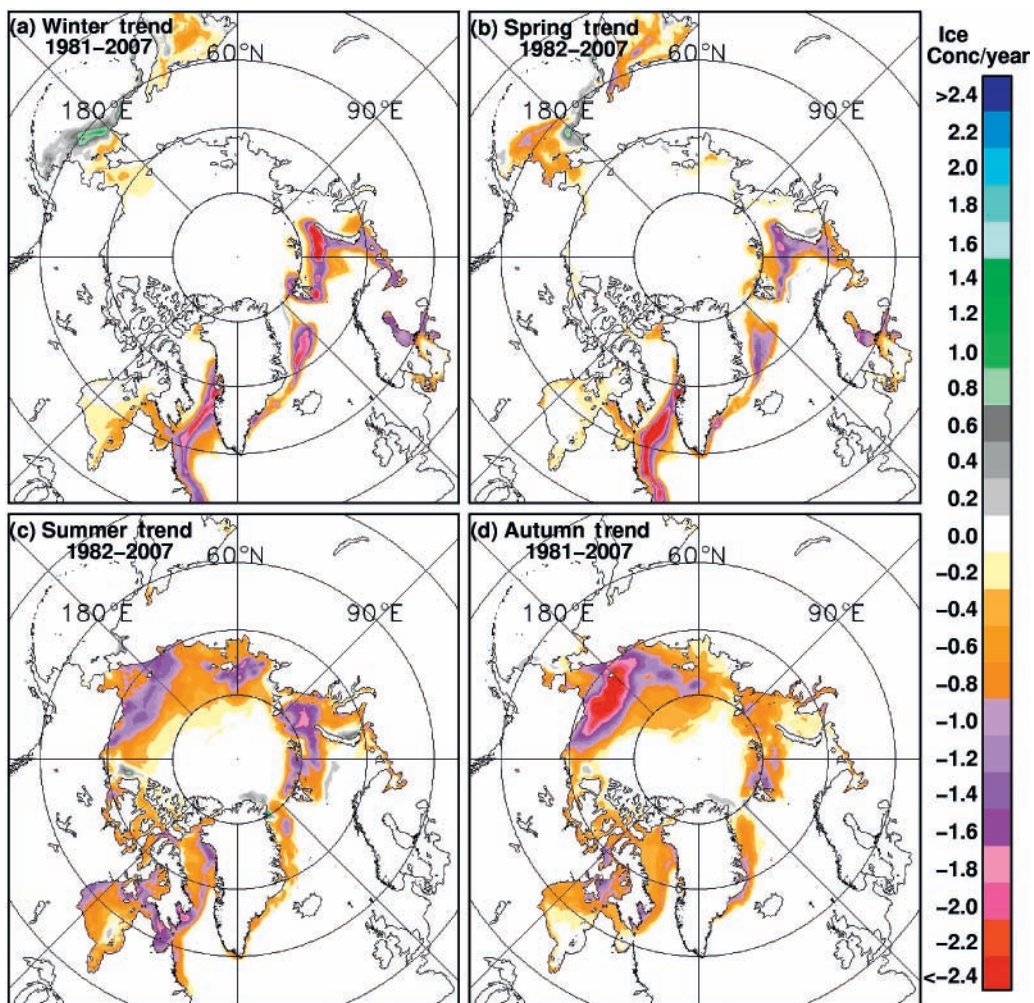 (a) Winter trend
1981−2007
60°N
90°E
180°E
(b) Spring trend
1982−2007
60°N
90°E
180°E
Ice
Conc/year
>2.4
2.2
2.0
1.8
1.6
1.4
1.2
1.0
0.8
0.6
0.4
0.2
0.0
−0.2
−0.4
−0.6
−0.8
−1.0
−1.2
−1.4
−1.6
−1.8
−2.0
−2.2
<−2.4
(c) Summer trend
1982−2007
60°N
90°E
180°E
(d) Autumn trend
1981−2007
60°N
90°E
180°E